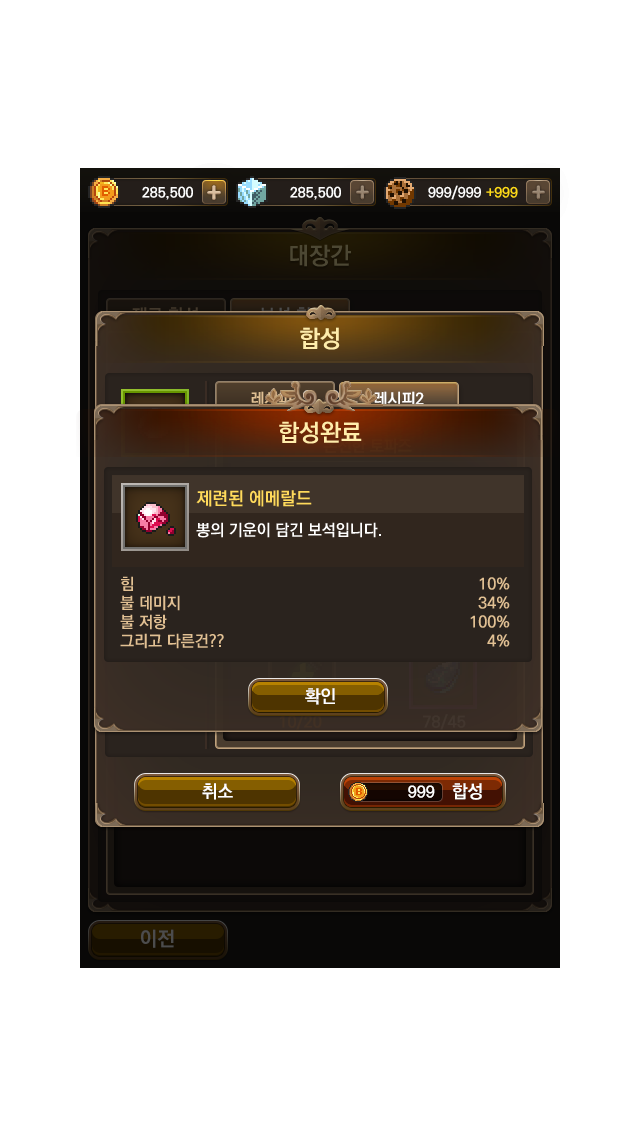 285,500 285,500 999/999 +999
대장간
합성
레시피2
합성완료
제련된 에메랄드
뽕의 기운이 담긴 보석입니다.
힘 10%
불 데미지 34%
불 저항 100%
그리고 다른건?? 4%
확인
10/20 78/45
취소 999 합성
이전